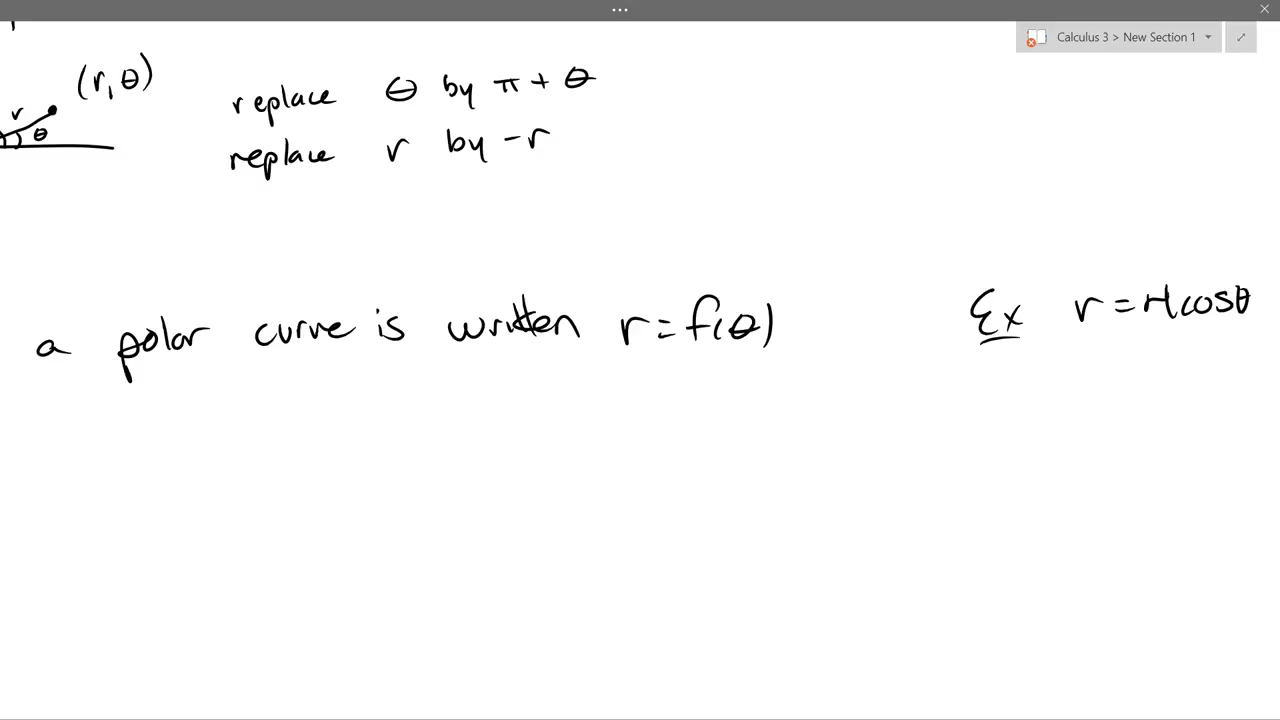 Calculus 3 > New Section 1
(r, θ)
r
θ
replace θ by π + θ
replace r by -r
a polar curve is written r = f(θ)
Ex r = 4cosθ